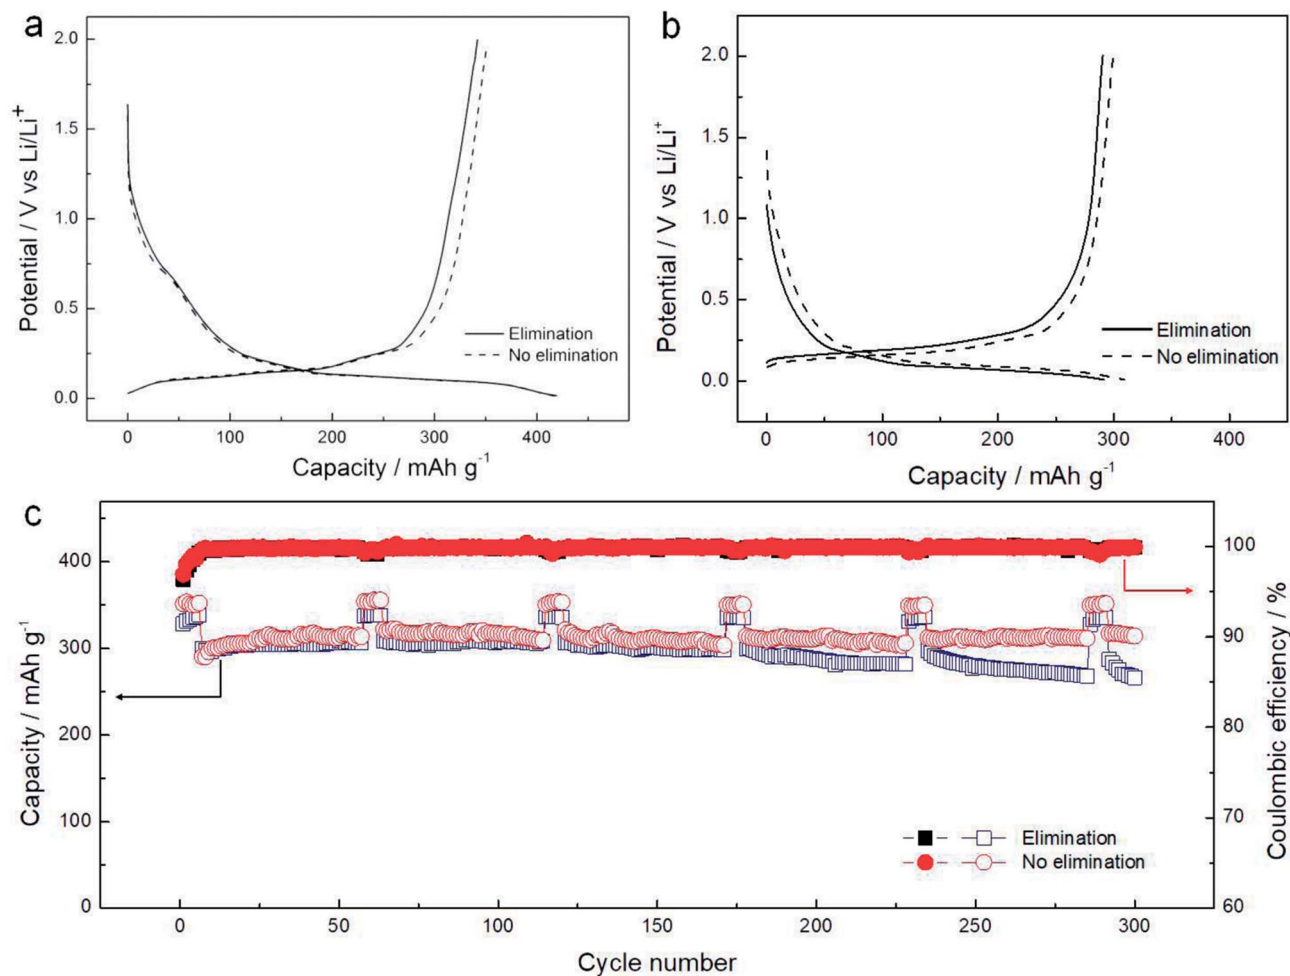 a
2.0
1.5
1.0
0.5
0.0
Potential / V vs Li/Li⁺
Elimination
No elimination
0 100 200 300 400
Capacity / mAh g⁻¹
b
2.0
1.5
1.0
0.5
0.0
Potential / V vs Li/Li⁺
Elimination
No elimination
0 100 200 300 400
Capacity / mAh g⁻¹
c
400
300
200
100
0
Capacity / mAh g⁻¹
100
90
80
70
60
Coulombic efficiency / %
Elimination
No elimination
0 50 100 150 200 250 300
Cycle number